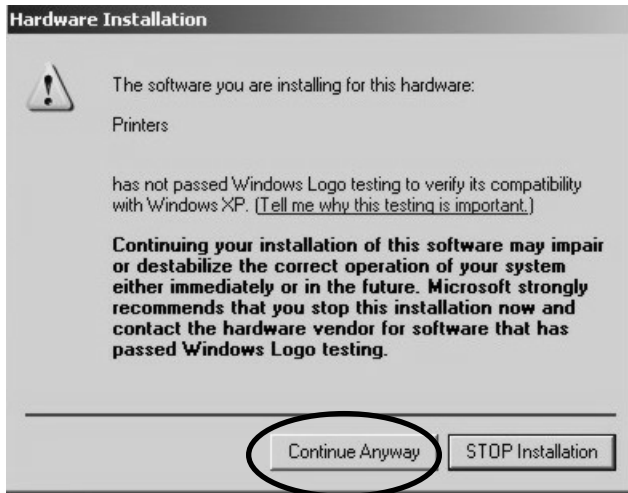 Hardware Installation
The software you are installing for this hardware:
Printers
has not passed Windows Logo testing to verify its compatibility
with Windows XP. (Tell me why this testing is important.)
Continuing your installation of this software may impair
or destabilize the correct operation of your system
either immediately or in the future. Microsoft strongly
recommends that you stop this installation now and
contact the hardware vendor for software that has
passed Windows Logo testing.
Continue Anyway STOP Installation